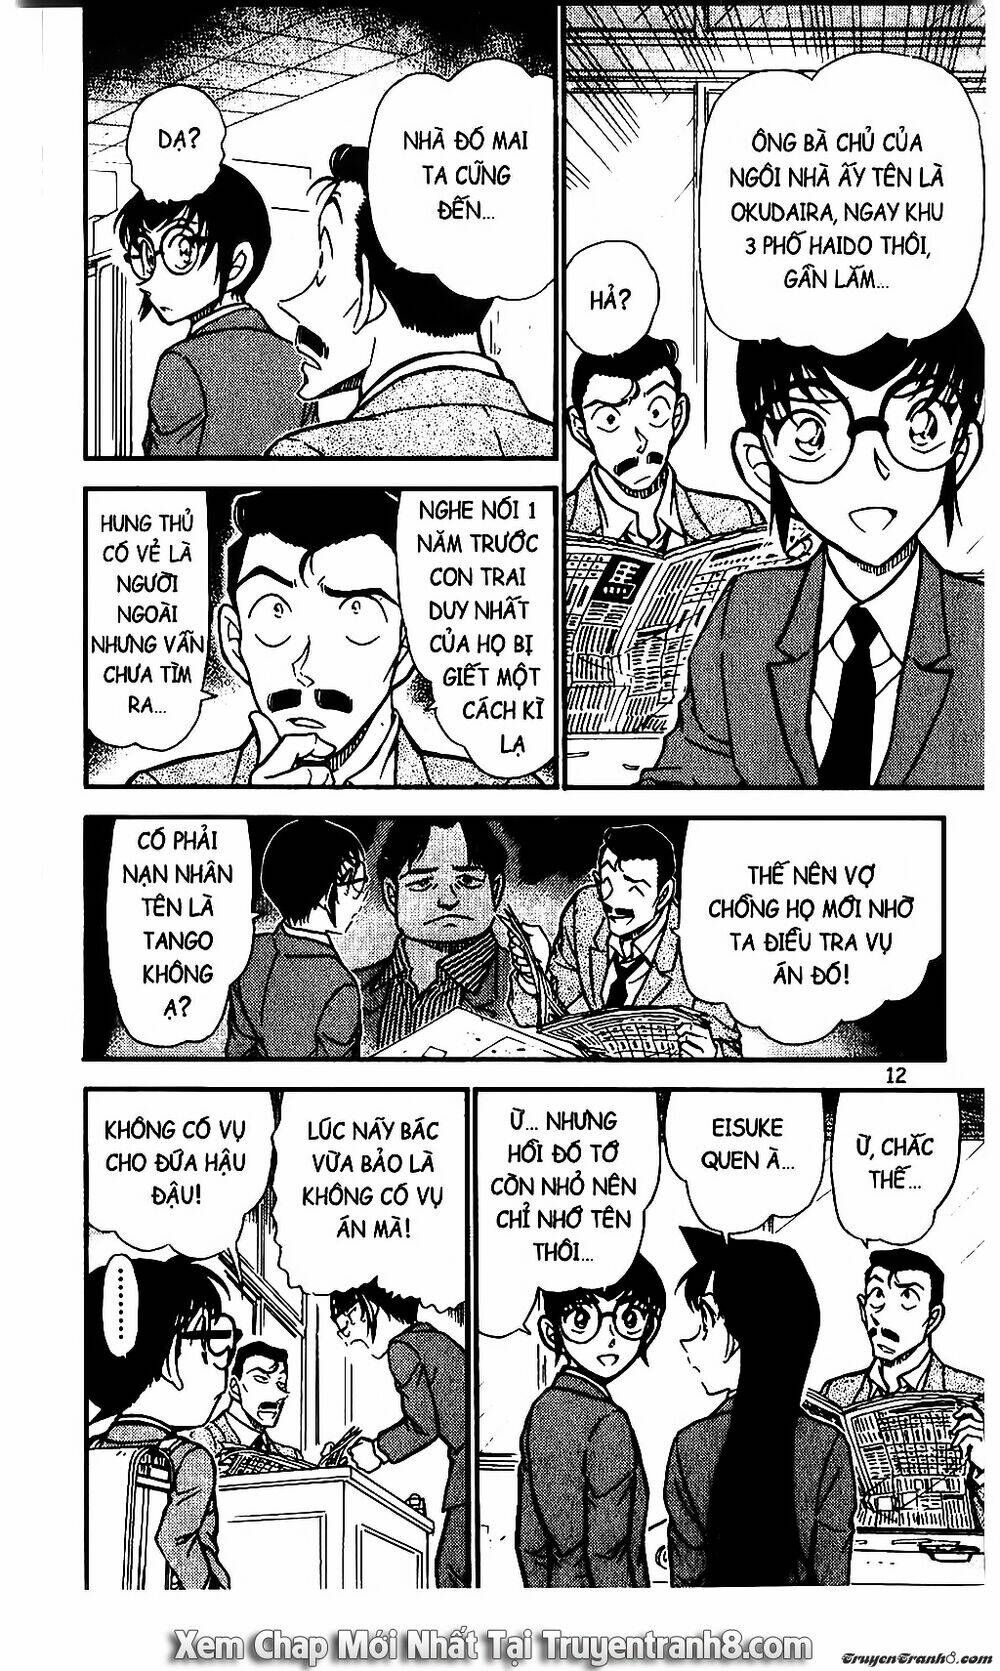 ÔNG BÀ CHỦ CỦA
NGÔI NHÀ ẤY TÊN LÀ
OKUDAIRA, NGAY KHU
3 PHỐ HAIDO THÔI,
GẦN LẮM...
HẢ?
NHÀ ĐÓ MAI
TA CŨNG
ĐẾN...
DẠ?
NGHE NÓI 1
NĂM TRƯỚC
CON TRAI
DUY NHẤT
CỦA HỌ BỊ
GIẾT MỘT
CÁCH KÌ
LẠ
HUNG THỦ
CÓ VẺ LÀ
NGƯỜI
NGOÀI
NHƯNG VẪN
CHƯA TÌM
RA...
THẾ NÊN VỢ
CHỒNG HỌ MỚI NHỜ
TA ĐIỀU TRA VỤ
ÁN ĐÓ!
CÓ PHẢI
NẠN NHÂN
TÊN LÀ
TANGO
KHÔNG
Ạ?
12
Ừ, CHẮC
THẾ...
EISUKE
QUEN À...
Ừ... NHƯNG
HỒI ĐÓ TỚ
CÒN NHỎ NÊN
CHỈ NHỚ TÊN
THÔI...
LÚC NÃY BÁC
VỪA BẢO LÀ
KHÔNG CÓ VỤ
ÁN MÀ!
KHÔNG CÓ VỤ
CHO ĐỨA HẬU
ĐẬU!
......
Xem Chap Mới Nhất Tại Truyentranh8.com
TruyenTranh8.com